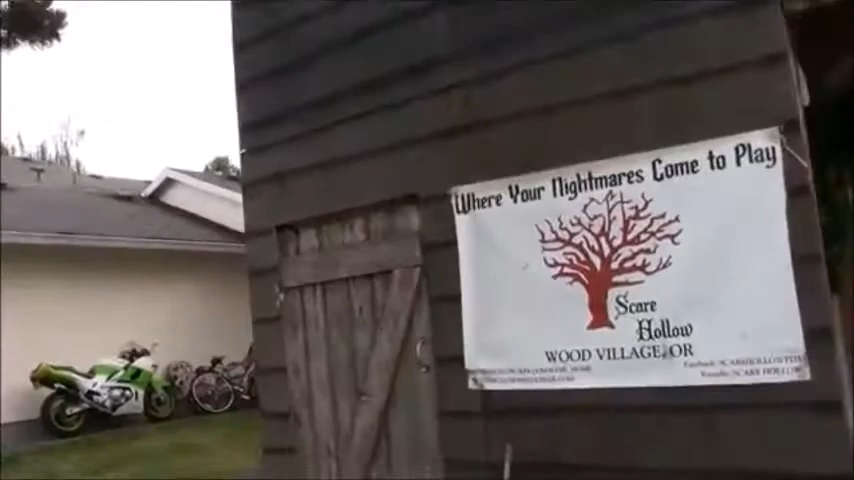 Where Your Nightmares Come to Play
Scare
Hollow
WOOD VILLAGE, OR